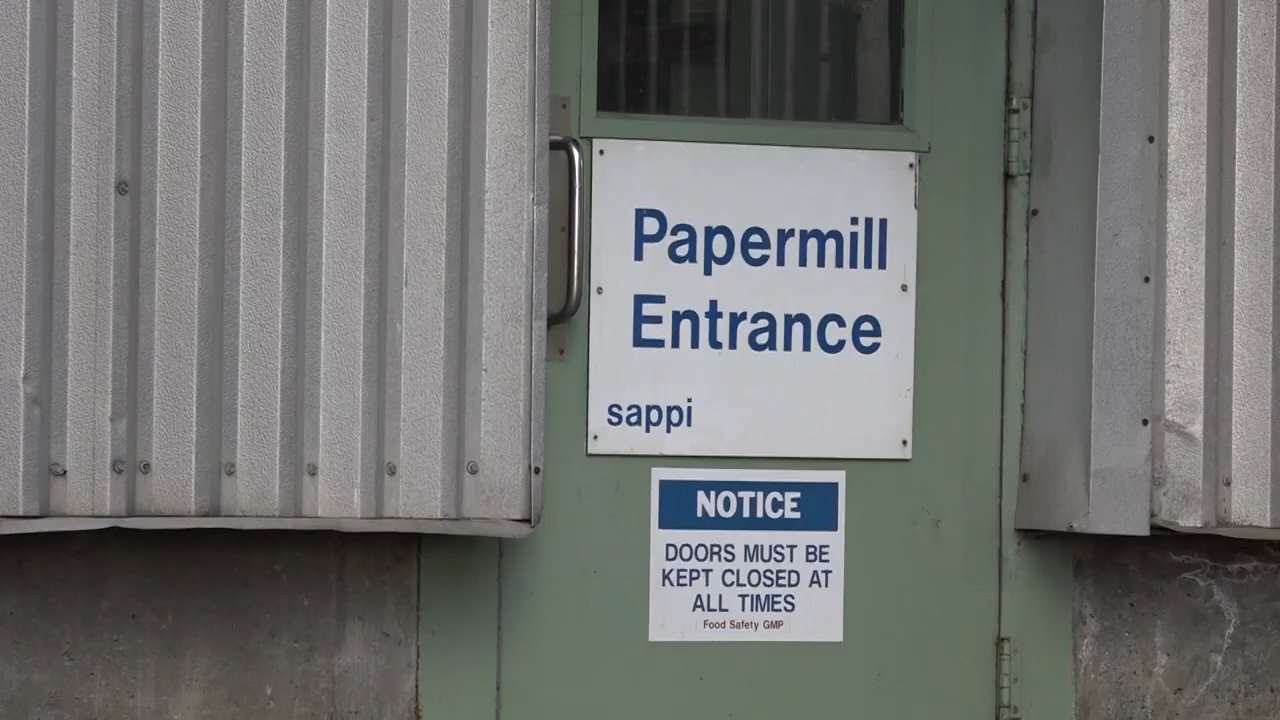 Papermill
Entrance
sappi
NOTICE
DOORS MUST BE
KEPT CLOSED AT
ALL TIMES
Food Safety GMP